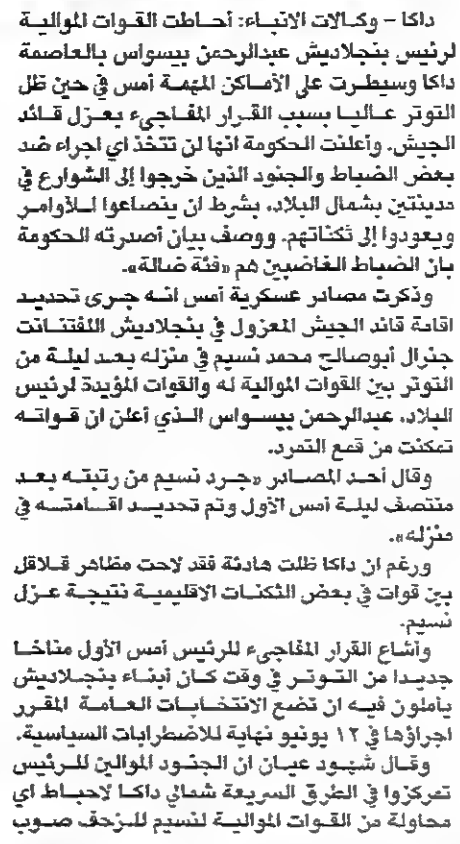 داكا – وكالات الانباء: أحاطت القوات الموالية
لرئيس بنجلاديش عبدالرحمن بيسواس بالعاصمة
داكا وسيطرت على الأماكن المهمة أمس في حين ظل
التوتر عاليا بسبب القرار المفاجىء بعزل قائد
الجيش. وأعلنت الحكومة انها لن تتخذ اي اجراء ضد
بعض الضباط والجنود الذين خرجوا إلى الشوارع في
مدينتين بشمال البلاد، بشرط ان ينصاعوا للأوامر
ويعودوا إلى ثكناتهم. ووصف بيان أصدرته الحكومة
بان الضباط الغاضبين هم «فئة ضالة».
وذكرت مصادر عسكرية أمس انه جرى تحديد
اقامة قائد الجيش المعزول في بنجلاديش اللفتنانت
جنرال أبوصالح محمد نسيم في منزله بعد ليلة من
التوتر بين القوات الموالية له والقوات المؤيدة لرئيس
البلاد، عبدالرحمن بيسواس الذي أعلن ان قواته
تمكنت من قمع التمرد.
وقال أحد المصادر «جرد نسيم من رتبته بعد
منتصف ليلة أمس الأول وتم تحديد اقامته في
منزله».
ورغم ان داكا ظلت هادئة فقد لاحت مظاهر قلاقل
بين قوات في بعض الثكنات الاقليمية نتيجة عزل
نسيم.
وأشاع القرار المفاجىء للرئيس أمس الأول مناخا
جديدا من التوتر في وقت كان أبناء بنجلاديش
يأملون فيه ان تضع الانتخابات العامة المقرر
اجراؤها في ١٢ يونيو نهاية للاضطرابات السياسية.
وقال شهود عيان ان الجنود الموالين للرئيس
تمركزوا في الطرق السريعة شمالي داكا لاحباط اي
محاولة من القوات الموالية لنسيم للزحف صوب